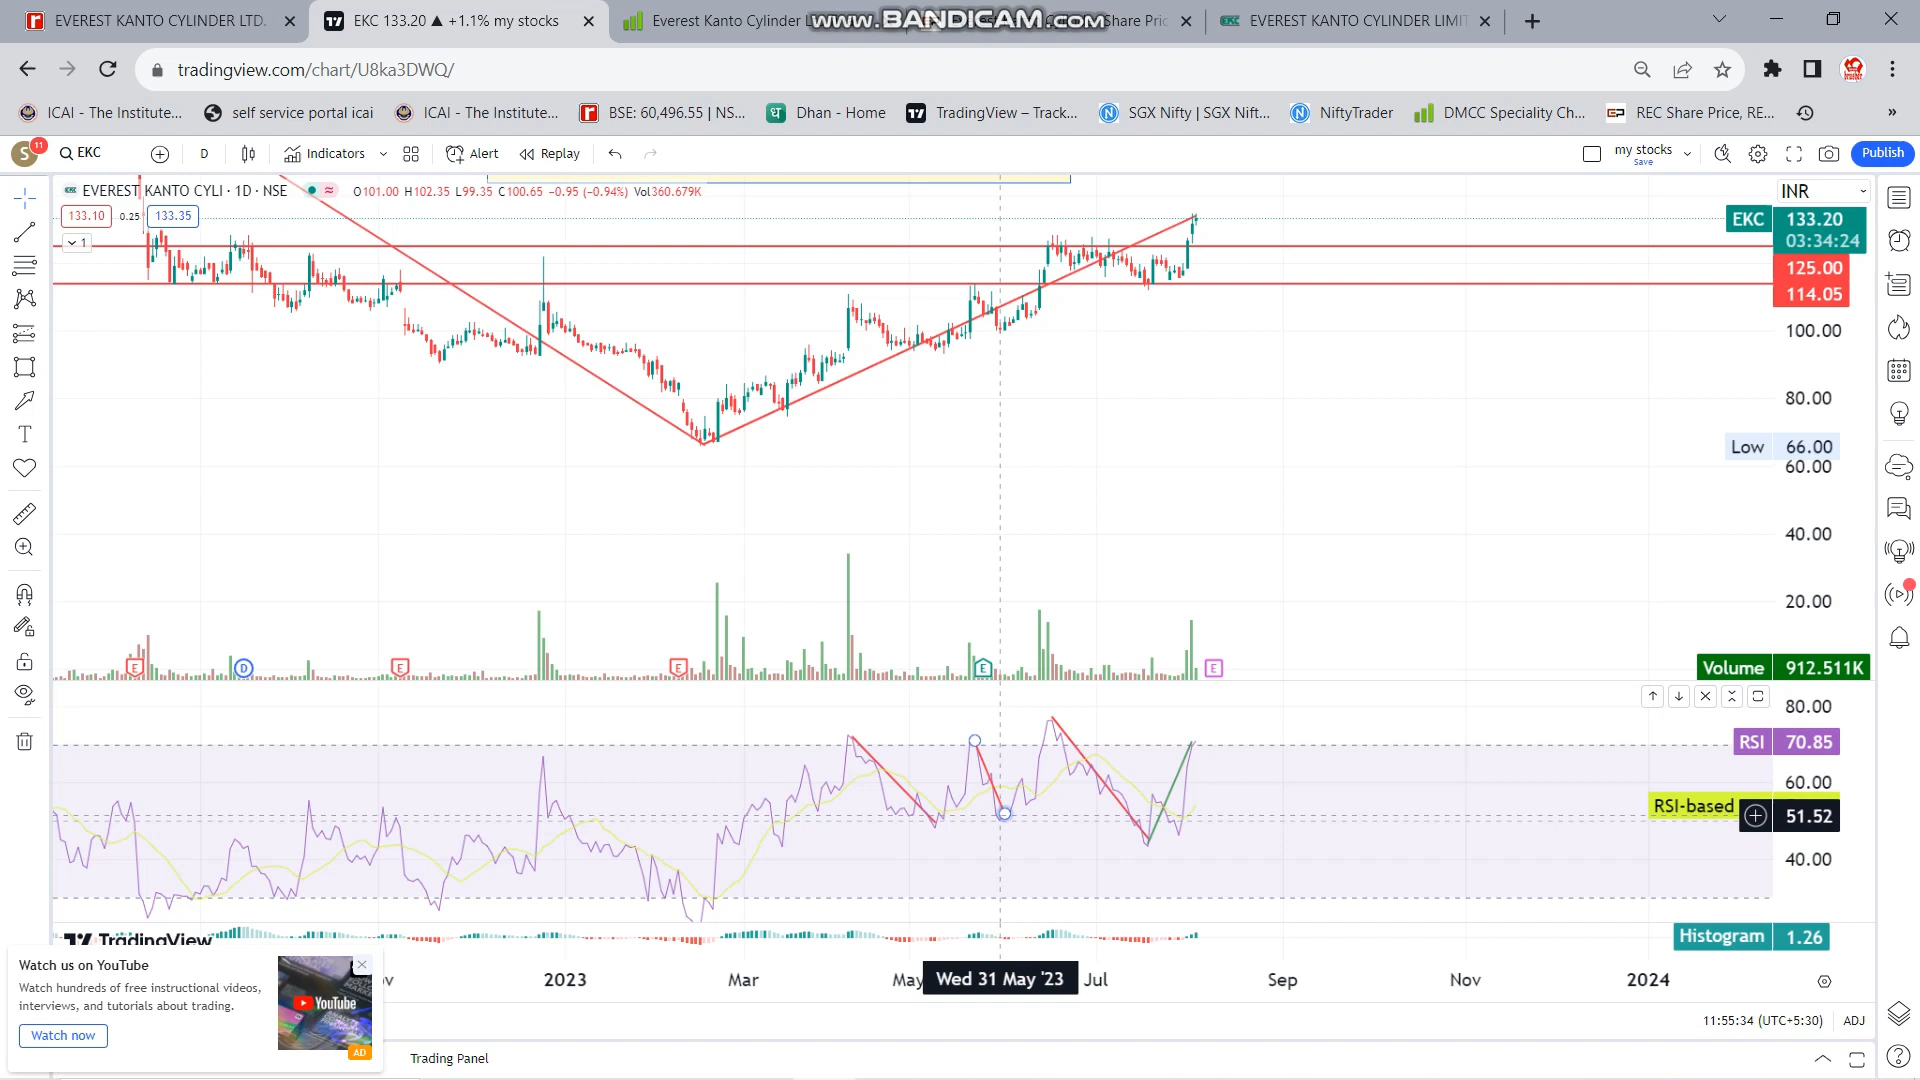 EVEREST KANTO CYLINDER LTD.
EKC 133.20 ▲ +1.1% my stocks
Everest Kanto Cylinder L
www.BANDICAM.com
Share Pric
EVEREST KANTO CYLINDER LIMIT
tradingview.com/chart/U8ka3DWQ/
ICAI - The Institute...
self service portal icai
ICAI - The Institute...
BSE: 60,496.55 | NS...
Dhan - Home
TradingView – Track...
SGX Nifty | SGX Nift...
NiftyTrader
DMCC Speciality Ch...
REC Share Price, RE...
»
S
11
EKC
D
Indicators
Alert
Replay
my stocks
Save
Publish
EVEREST KANTO CYLI · 1D · NSE
O101.00 H102.35 L99.35 C100.65 −0.95 (−0.94%) Vol360.679K
INR
133.10
0.25
133.35
1
EKC
133.20
03:34:24
125.00
114.05
100.00
80.00
Low
66.00
60.00
40.00
20.00
E
D
E
E
E
E
Volume
912.511K
80.00
RSI
70.85
60.00
RSI-based
51.52
40.00
TradingView
Histogram
1.26
ov
2023
Mar
May
Wed 31 May '23
Jul
Sep
Nov
2024
Watch us on YouTube
Watch hundreds of free instructional videos,
interviews, and tutorials about trading.
Watch now
YouTube
AD
11:55:34 (UTC+5:30)
ADJ
Trading Panel